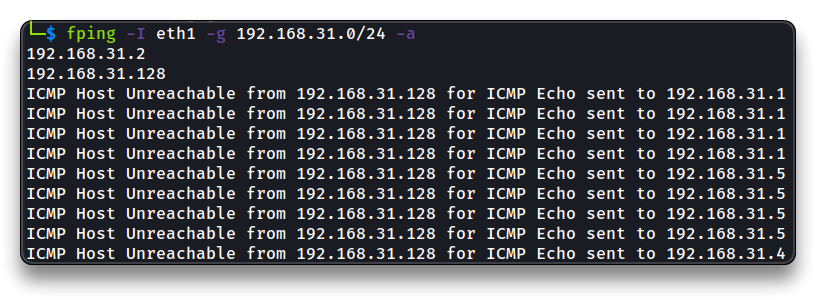 └─$ fping -I eth1 -g 192.168.31.0/24 -a
192.168.31.2
192.168.31.128
ICMP Host Unreachable from 192.168.31.128 for ICMP Echo sent to 192.168.31.1
ICMP Host Unreachable from 192.168.31.128 for ICMP Echo sent to 192.168.31.1
ICMP Host Unreachable from 192.168.31.128 for ICMP Echo sent to 192.168.31.1
ICMP Host Unreachable from 192.168.31.128 for ICMP Echo sent to 192.168.31.1
ICMP Host Unreachable from 192.168.31.128 for ICMP Echo sent to 192.168.31.5
ICMP Host Unreachable from 192.168.31.128 for ICMP Echo sent to 192.168.31.5
ICMP Host Unreachable from 192.168.31.128 for ICMP Echo sent to 192.168.31.5
ICMP Host Unreachable from 192.168.31.128 for ICMP Echo sent to 192.168.31.5
ICMP Host Unreachable from 192.168.31.128 for ICMP Echo sent to 192.168.31.4